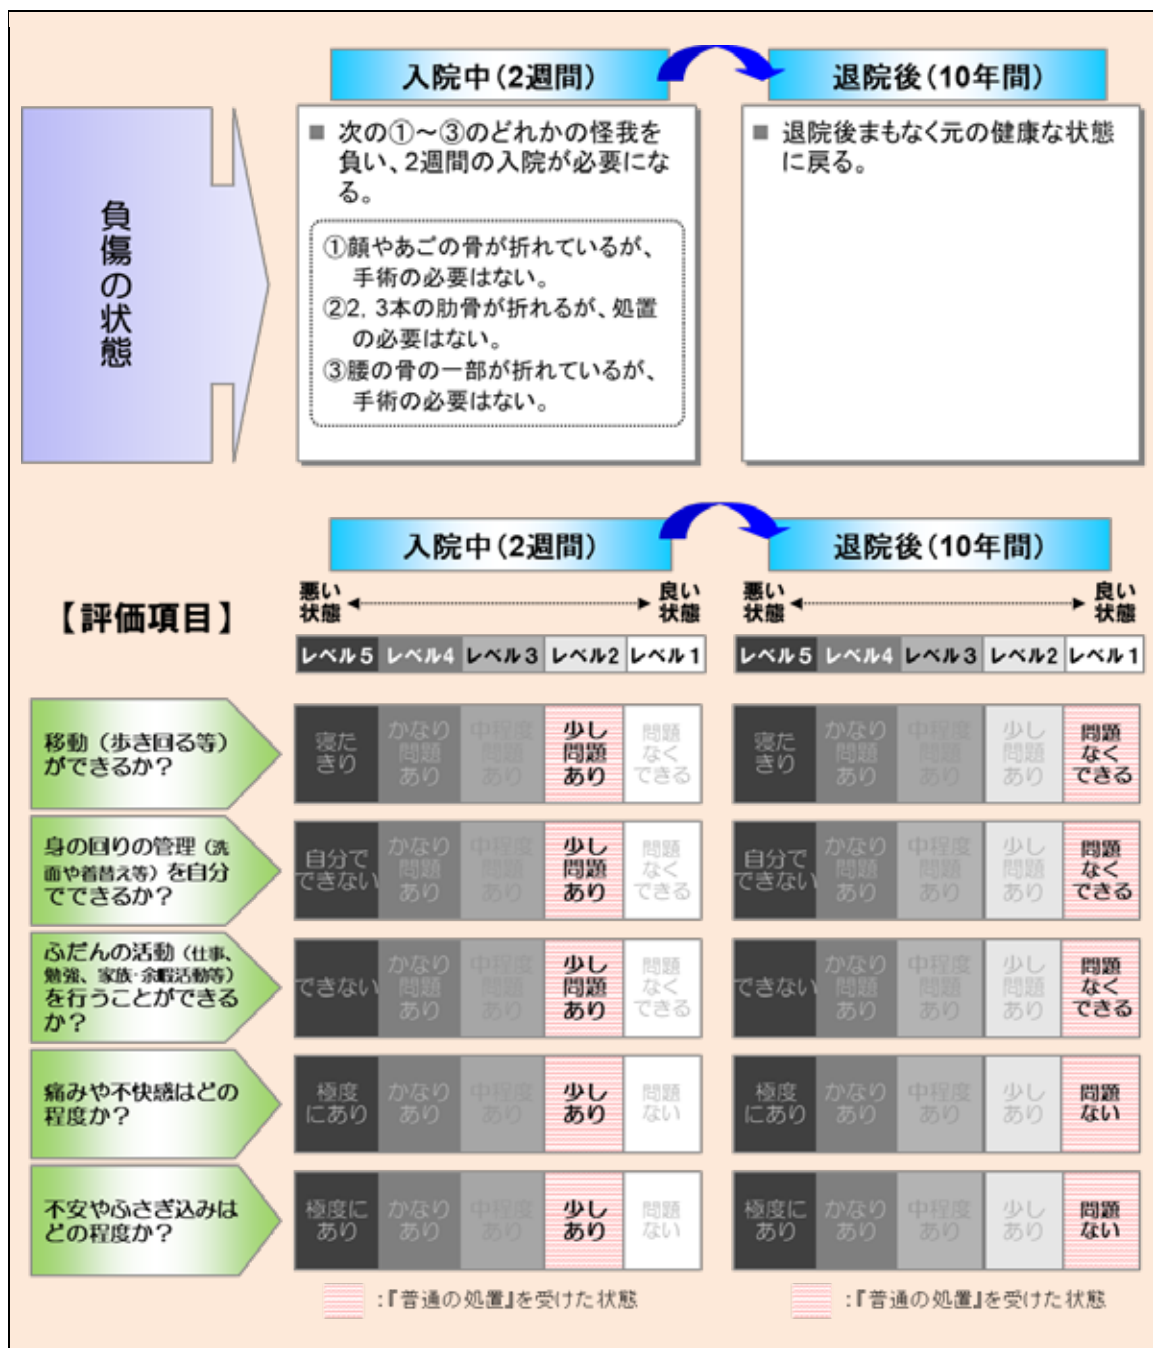 入院中(2週間)
退院後(10年間)
負傷の状態
■ 次の①～③のどれかの怪我を
負い、2週間の入院が必要にな
る。
①顔やあごの骨が折れているが、
手術の必要はない。
②2, 3本の肋骨が折れるが、処置
の必要はない。
③腰の骨の一部が折れているが、
手術の必要はない。
■ 退院後まもなく元の健康な状態
に戻る。
入院中(2週間)
退院後(10年間)
【評価項目】
悪い
状態
良い
状態
悪い
状態
良い
状態
レベル5 レベル4 レベル3 レベル2 レベル1
レベル5 レベル4 レベル3 レベル2 レベル1
移動（歩き回る等）
ができるか？
寝た
きり
かなり
問題
あり
中程度
問題
あり
少し
問題
あり
問題
なく
できる
寝た
きり
かなり
問題
あり
中程度
問題
あり
少し
問題
あり
問題
なく
できる
身の回りの管理（洗
面や着替え等）を自分
でできるか？
自分で
できない
かなり
問題
あり
中程度
問題
あり
少し
問題
あり
問題
なく
できる
自分で
できない
かなり
問題
あり
中程度
問題
あり
少し
問題
あり
問題
なく
できる
ふだんの活動（仕事、
勉強、家族・余暇活動等）
を行うことができる
か？
できない
かなり
問題
あり
中程度
問題
あり
少し
問題
あり
問題
なく
できる
できない
かなり
問題
あり
中程度
問題
あり
少し
問題
あり
問題
なく
できる
痛みや不快感はどの
程度か？
極度
にあり
かなり
あり
中程度
あり
少し
あり
問題
ない
極度
にあり
かなり
あり
中程度
あり
少し
あり
問題
ない
不安やふさぎ込みは
どの程度か？
極度に
あり
かなり
あり
中程度
あり
少し
あり
問題
ない
極度に
あり
かなり
あり
中程度
あり
少し
あり
問題
ない
：『普通の処置』を受けた状態
：『普通の処置』を受けた状態